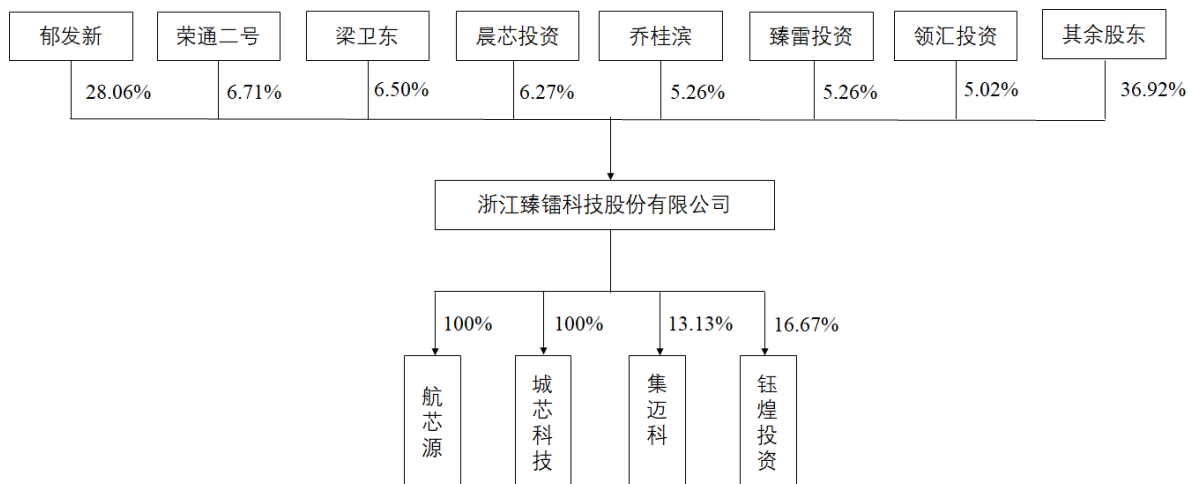 郁发新 荣通二号 梁卫东 晨芯投资 乔桂滨 臻雷投资 领汇投资 其余股东
28.06% 6.71% 6.50% 6.27% 5.26% 5.26% 5.02% 36.92%
浙江臻镭科技股份有限公司
100% 100% 13.13% 16.67%
航芯源
城芯科技
集迈科
钰煌投资